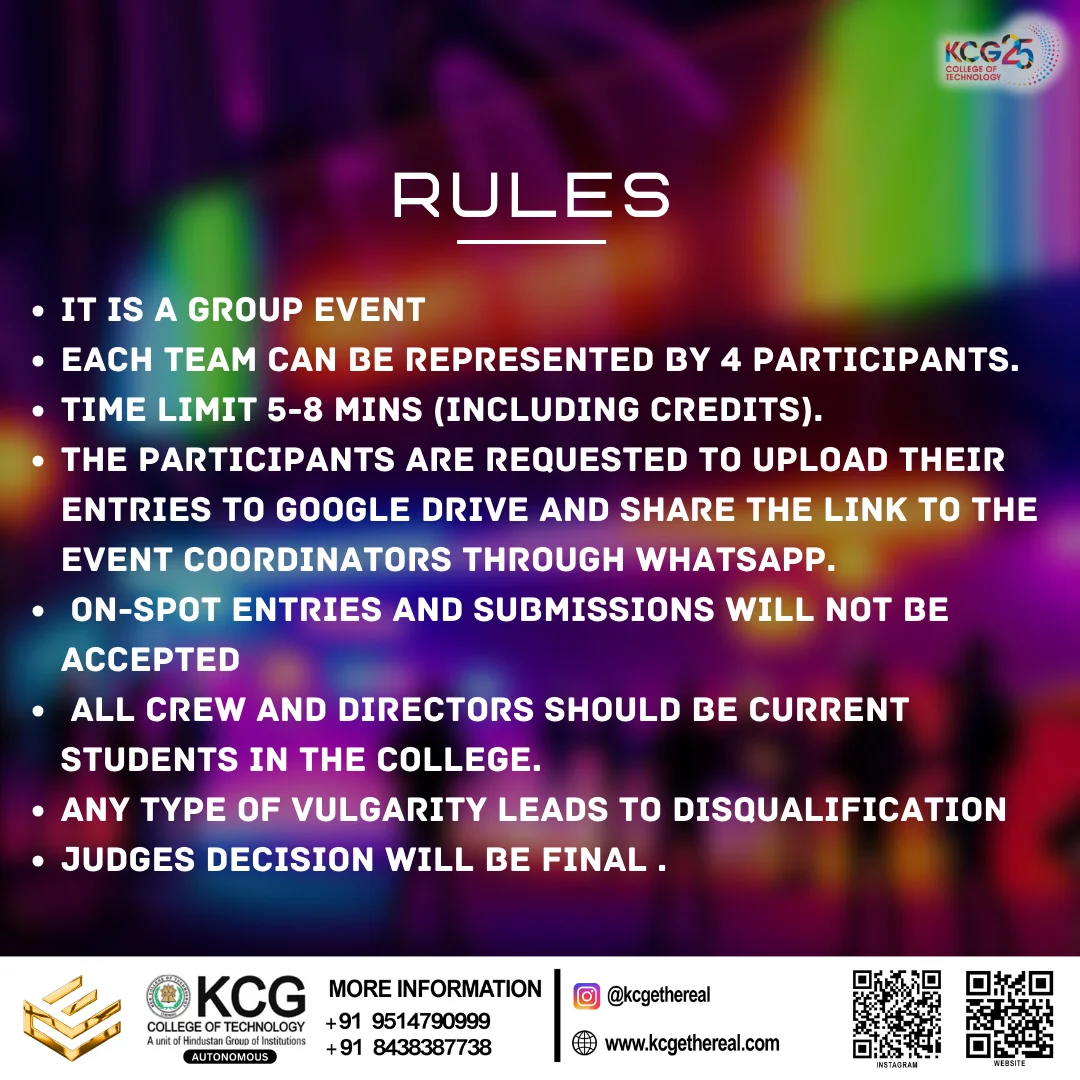 KCG25
COLLEGE OF
TECHNOLOGY
RULES
• IT IS A GROUP EVENT
• EACH TEAM CAN BE REPRESENTED BY 4 PARTICIPANTS.
• TIME LIMIT 5-8 MINS (INCLUDING CREDITS).
• THE PARTICIPANTS ARE REQUESTED TO UPLOAD THEIR
ENTRIES TO GOOGLE DRIVE AND SHARE THE LINK TO THE
EVENT COORDINATORS THROUGH WHATSAPP.
• ON-SPOT ENTRIES AND SUBMISSIONS WILL NOT BE
ACCEPTED
• ALL CREW AND DIRECTORS SHOULD BE CURRENT
STUDENTS IN THE COLLEGE.
• ANY TYPE OF VULGARITY LEADS TO DISQUALIFICATION
• JUDGES DECISION WILL BE FINAL .
KCG
COLLEGE OF TECHNOLOGY
A unit of Hindustan Group of Institutions
AUTONOMOUS
MORE INFORMATION
+91 9514790999
+91 8438387738
@kcgethereal
www.kcgethereal.com
INSTAGRAM
WEBSITE